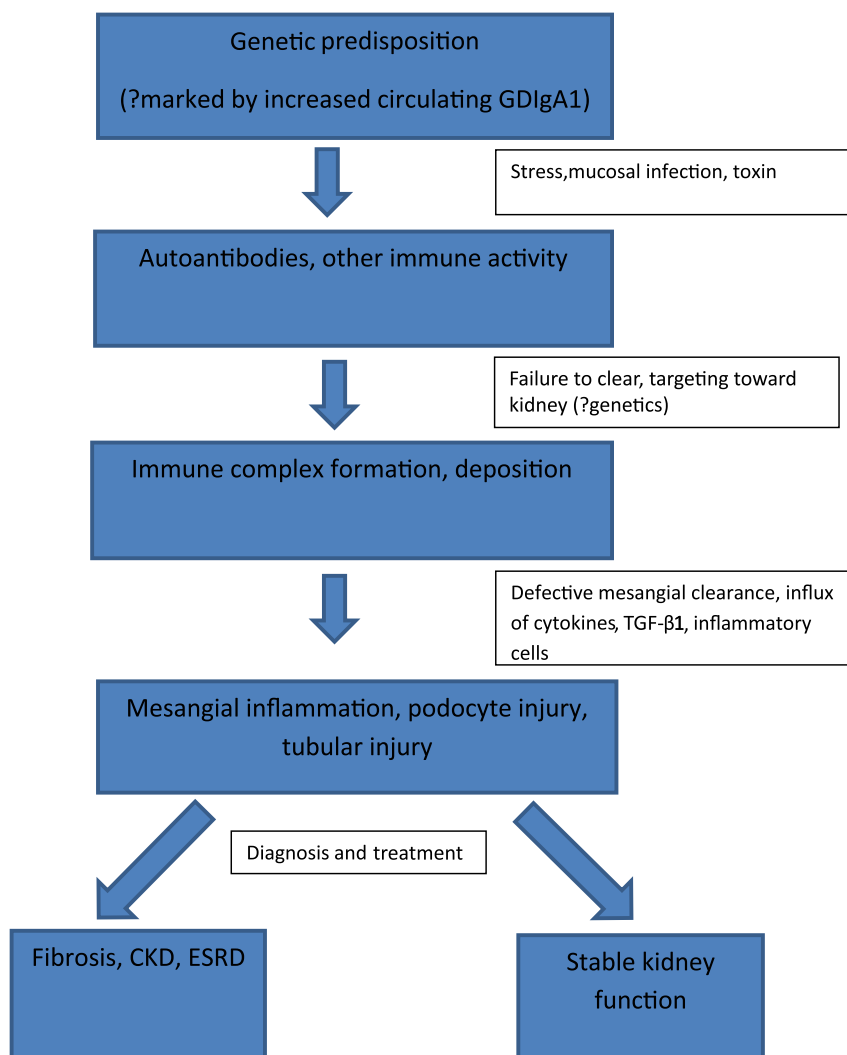 Genetic predisposition
(?marked by increased circulating GDIgA1)
Stress,mucosal infection, toxin
Autoantibodies, other immune activity
Failure to clear, targeting toward
kidney (?genetics)
Immune complex formation, deposition
Defective mesangial clearance, influx
of cytokines, TGF-β1, inflammatory
cells
Mesangial inflammation, podocyte injury,
tubular injury
Diagnosis and treatment
Fibrosis, CKD, ESRD
Stable kidney
function